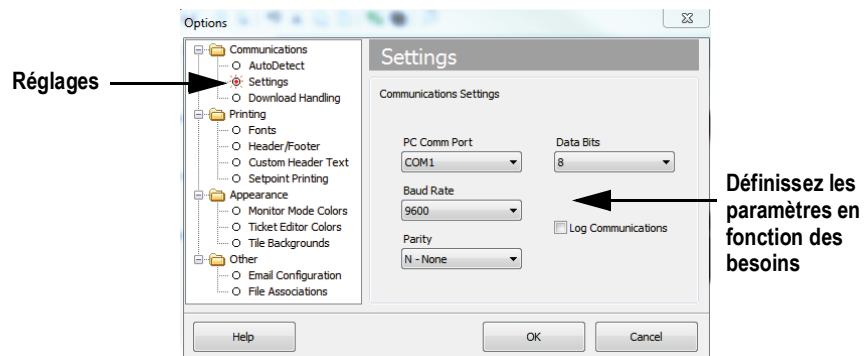 Options
Communications
AutoDetect
Settings
Download Handling
Printing
Fonts
Header/Footer
Custom Header Text
Setpoint Printing
Appearance
Monitor Mode Colors
Ticket Editor Colors
Tile Backgrounds
Other
Email Configuration
File Associations
Réglages
Settings
Communications Settings
PC Comm Port
COM1
Data Bits
8
Baud Rate
9600
Log Communications
Parity
N - None
Définissez les
paramètres en
fonction des
besoins
Help
OK
Cancel